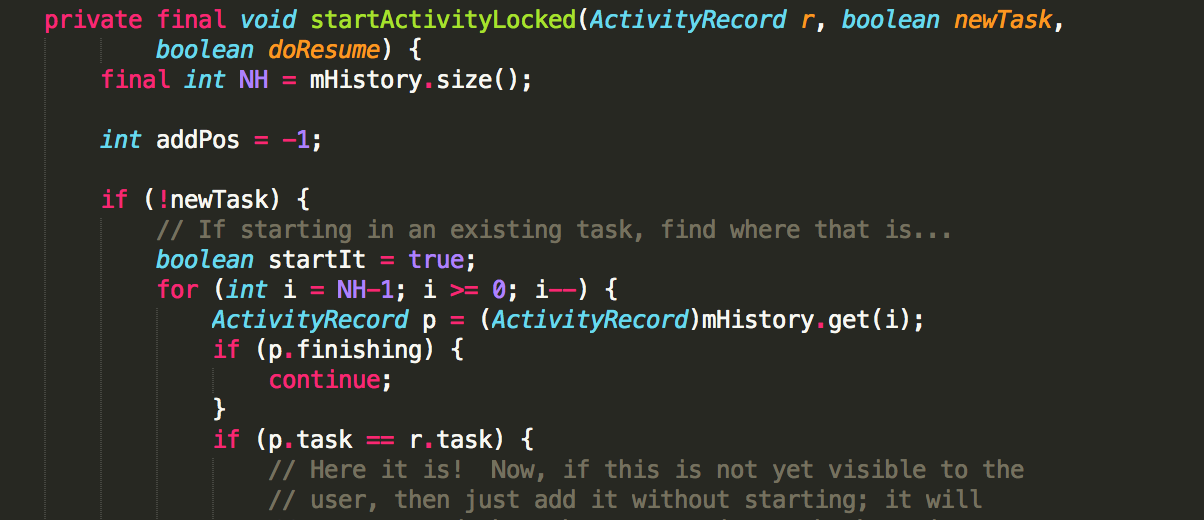 private final void startActivityLocked(ActivityRecord r, boolean newTask,
boolean doResume) {
final int NH = mHistory.size();
int addPos = -1;
if (!newTask) {
// If starting in an existing task, find where that is...
boolean startIt = true;
for (int i = NH-1; i >= 0; i--) {
ActivityRecord p = (ActivityRecord)mHistory.get(i);
if (p.finishing) {
continue;
}
if (p.task == r.task) {
// Here it is!  Now, if this is not yet visible to the
// user, then just add it without starting; it will